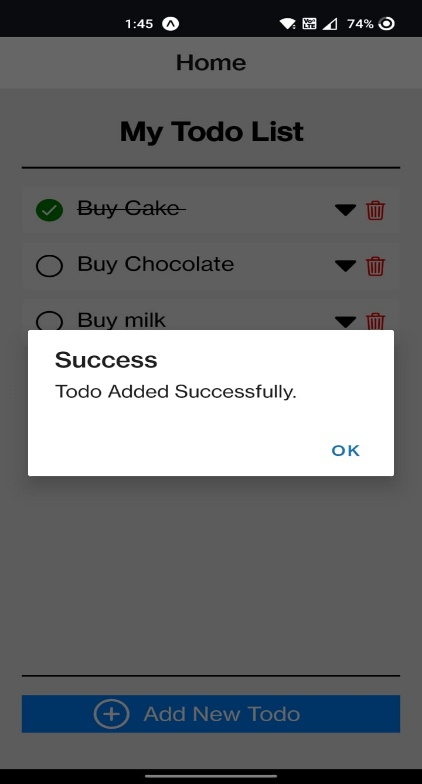 1:45 74%
Home
My Todo List
Buy Cake
Buy Chocolate
Buy milk
Success
Todo Added Successfully.
OK
Add New Todo